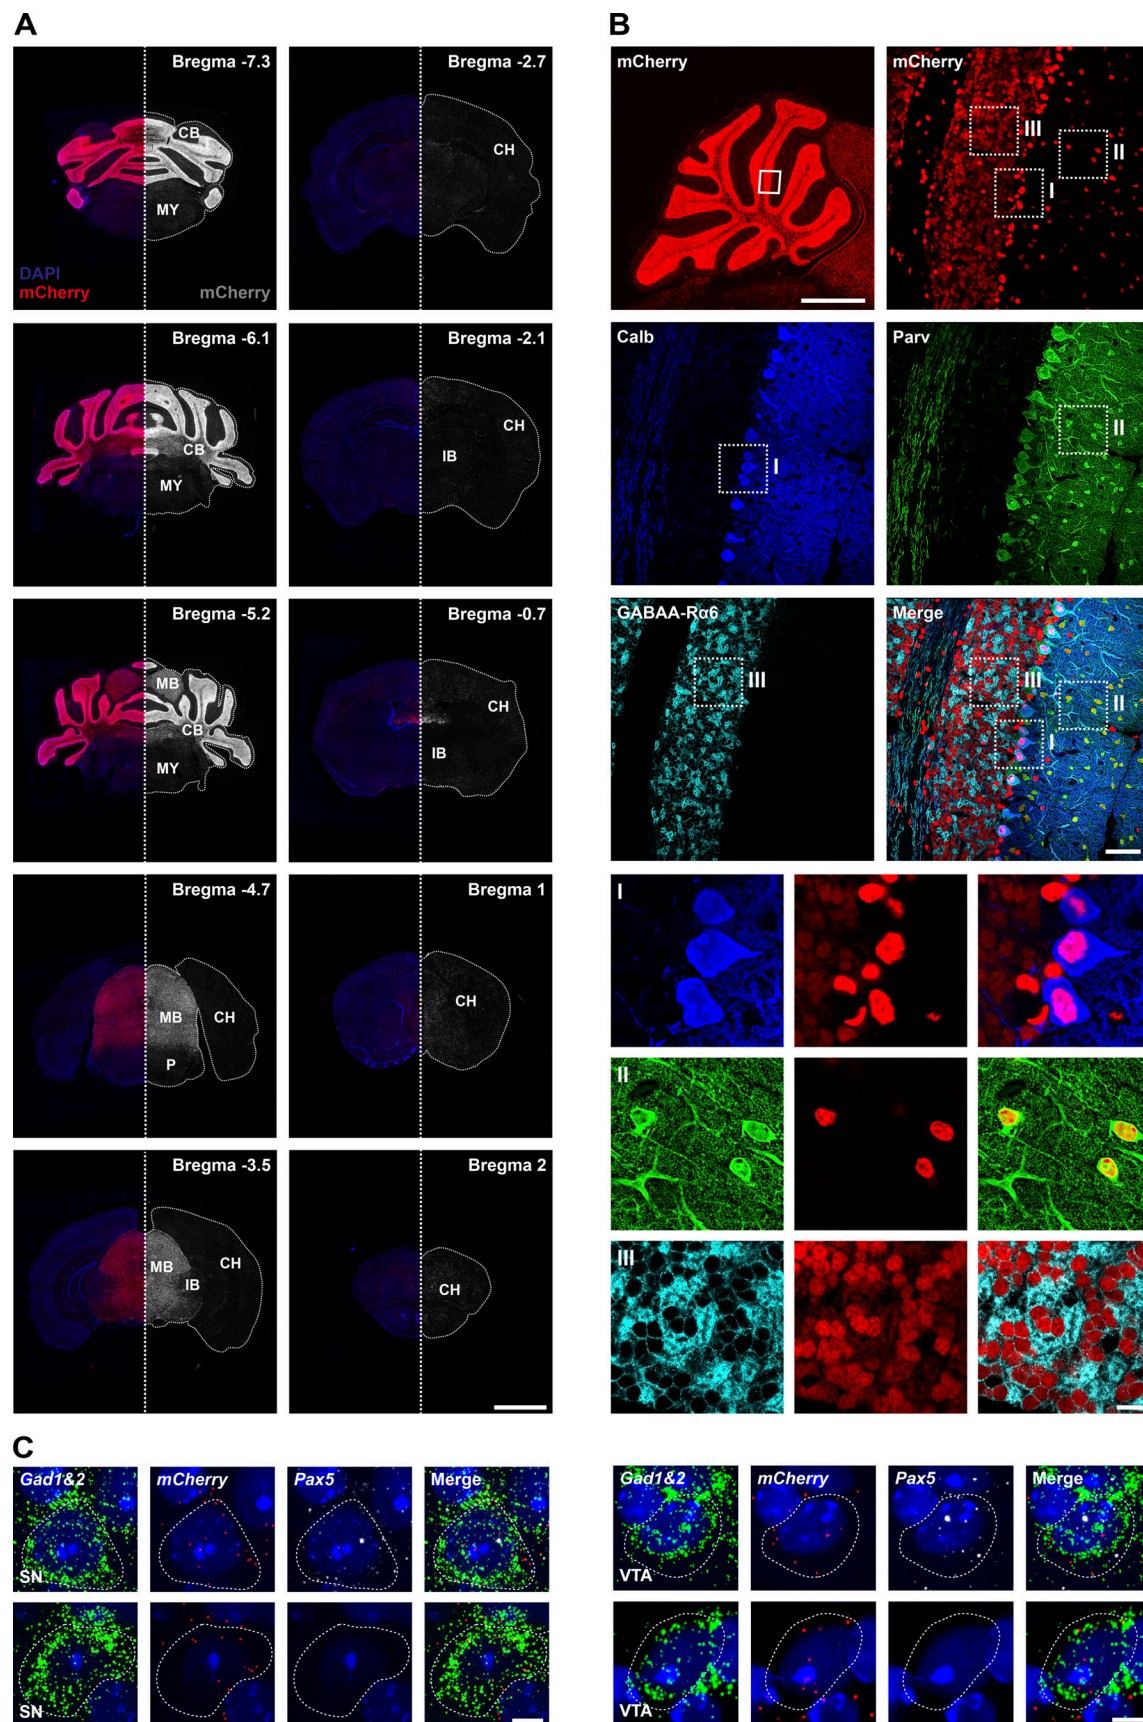 A
Bregma -7.3
CB
MY
DAPI
mCherry
mCherry
Bregma -2.7
CH
Bregma -6.1
CB
MY
Bregma -2.1
CH
IB
Bregma -5.2
MB
CB
MY
Bregma -0.7
CH
IB
Bregma -4.7
MB
CH
P
Bregma 1
CH
Bregma -3.5
MB
CH
IB
Bregma 2
CH
B
mCherry
mCherry
III
II
I
Calb
I
Parv
II
GABAA-Rα6
III
Merge
III
II
I
I
II
III
C
Gad1&2
mCherry
Pax5
Merge
SN
SN
Gad1&2
mCherry
Pax5
Merge
VTA
VTA